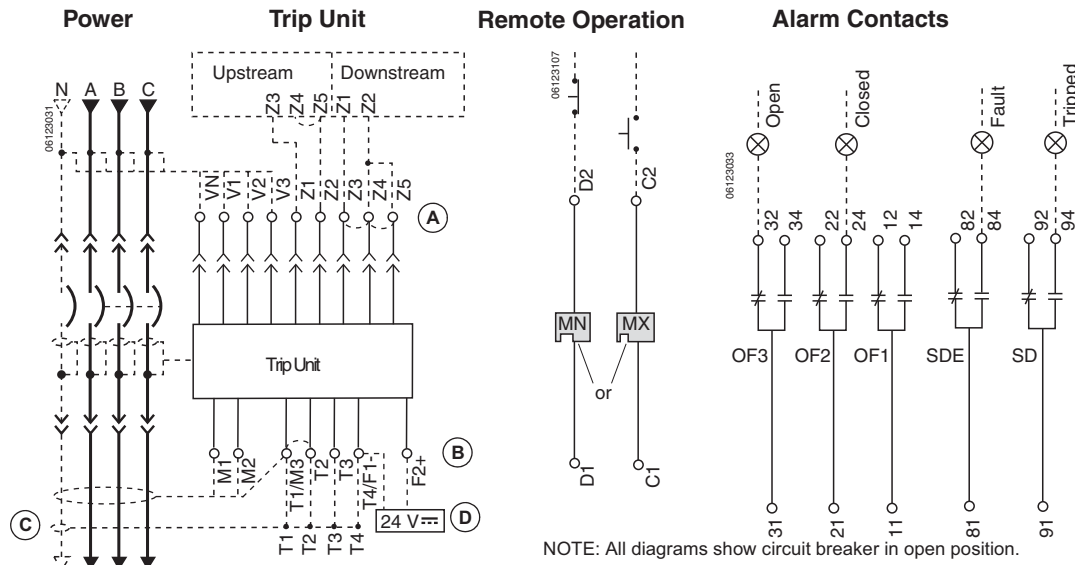 Power
Trip Unit
Remote Operation
Alarm Contacts
Upstream
Downstream
N A B C
06123031
Z3 Z4 Z5 Z1 Z2
VN V1 V2 V3 Z1 Z2 Z3 Z4 Z5
A
Trip Unit
M1 M2 T1/M3 T2 T3 T4/F1- F2+
B
C
T1 T2 T3 T4
24 V
D
06123107
D2 C2
MN MX
or
D1 C1
06123033
Open Closed Fault Tripped
32 34 22 24 12 14 82 84 92 94
OF3 OF2 OF1 SDE SD
31 21 11 81 91
NOTE: All diagrams show circuit breaker in open position.